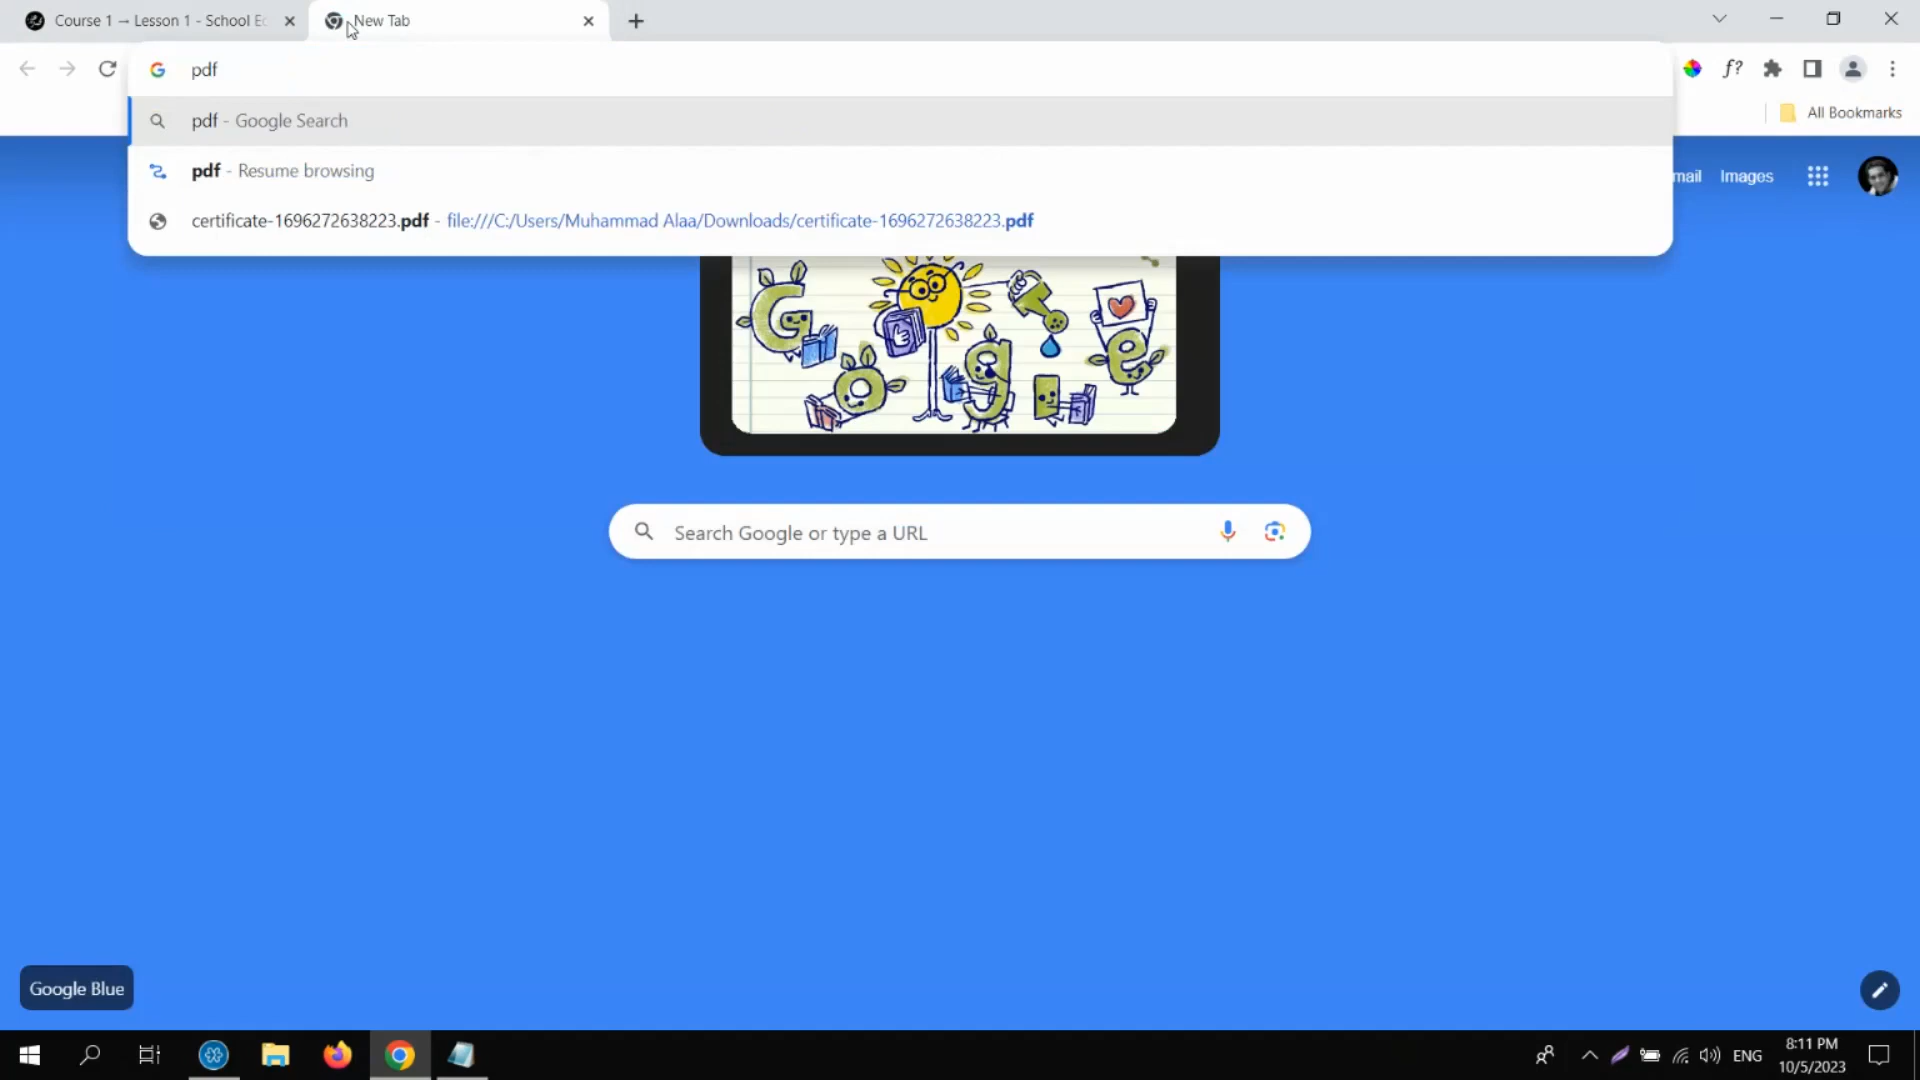 Course 1 → Lesson 1 - School Ec
New Tab
pdf
pdf - Google Search
pdf - Resume browsing
certificate-1696272638223.pdf - file:///C:/Users/Muhammad Alaa/Downloads/certificate-1696272638223.pdf
f?
All Bookmarks
mail
Images
G o g l e
Search Google or type a URL
Google Blue
ENG
8:11 PM
10/5/2023